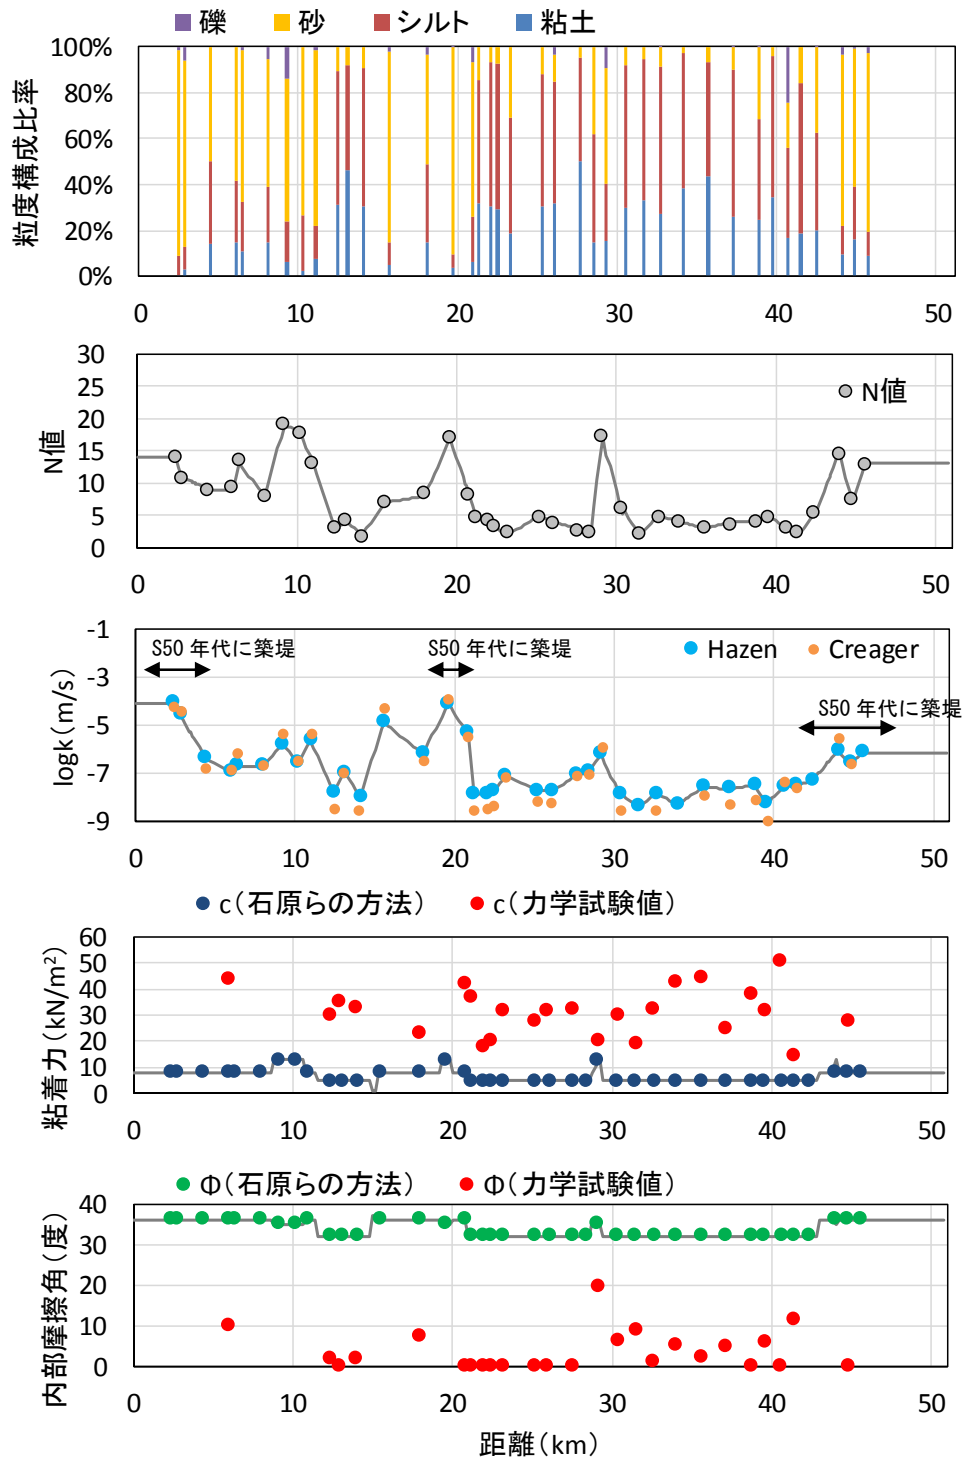 礫 砂 シルト 粘土
粒度構成比率
100%
80%
60%
40%
20%
0%
0 10 20 30 40 50
N値
30
25
20
15
10
5
0
N値
0 10 20 30 40 50
logk(m/s)
-1
-3
-5
-7
-9
S50 年代に築堤
S50 年代に築堤
Hazen Creager
S50 年代に築堤
0 10 20 30 40 50
c(石原らの方法) c(力学試験値)
粘着力(kN/m²)
60
50
40
30
20
10
0
0 10 20 30 40 50
Φ(石原らの方法) Φ(力学試験値)
内部摩擦角(度)
40
30
20
10
0
0 10 20 30 40 50
距離(km)